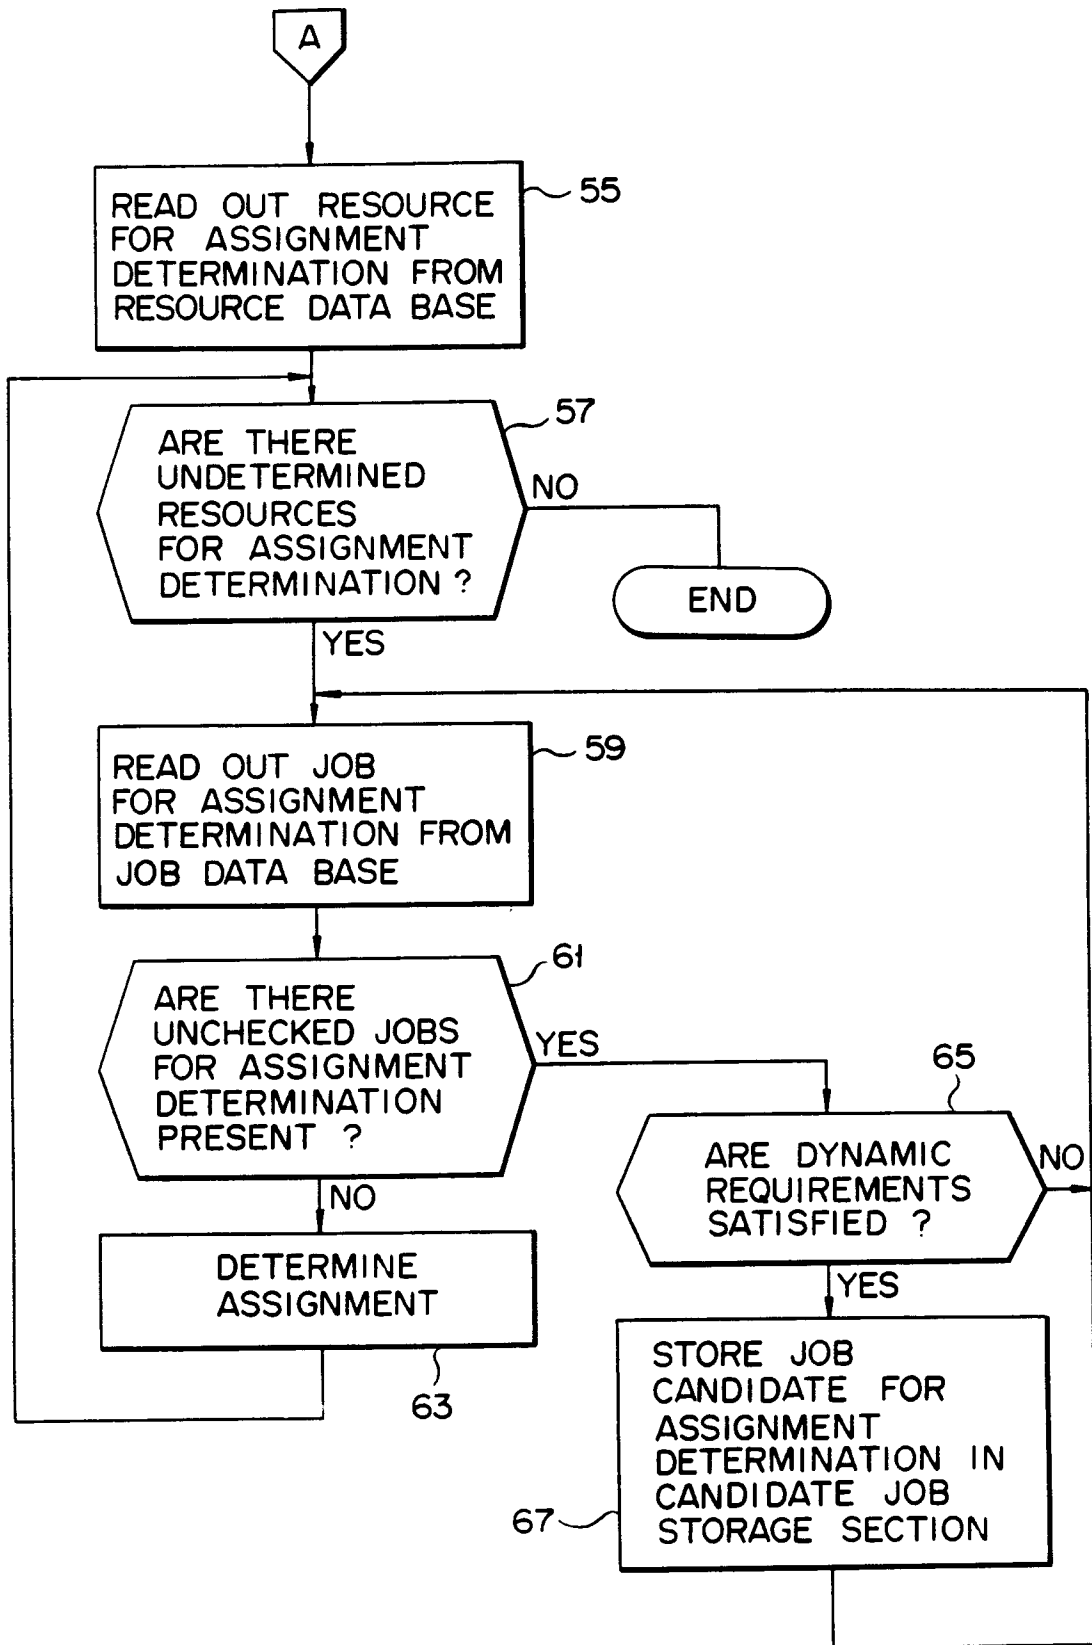 A
READ OUT RESOURCE
FOR ASSIGNMENT
DETERMINATION FROM
RESOURCE DATA BASE
55
ARE THERE
UNDETERMINED
RESOURCES
FOR ASSIGNMENT
DETERMINATION ?
57
NO
END
YES
READ OUT JOB
FOR ASSIGNMENT
DETERMINATION FROM
JOB DATA BASE
59
ARE THERE
UNCHECKED JOBS
FOR ASSIGNMENT
DETERMINATION
PRESENT ?
61
YES
NO
DETERMINE
ASSIGNMENT
63
65
ARE DYNAMIC
REQUIREMENTS
SATISFIED ?
NO
YES
STORE JOB
CANDIDATE FOR
ASSIGNMENT
DETERMINATION IN
CANDIDATE JOB
STORAGE SECTION
67